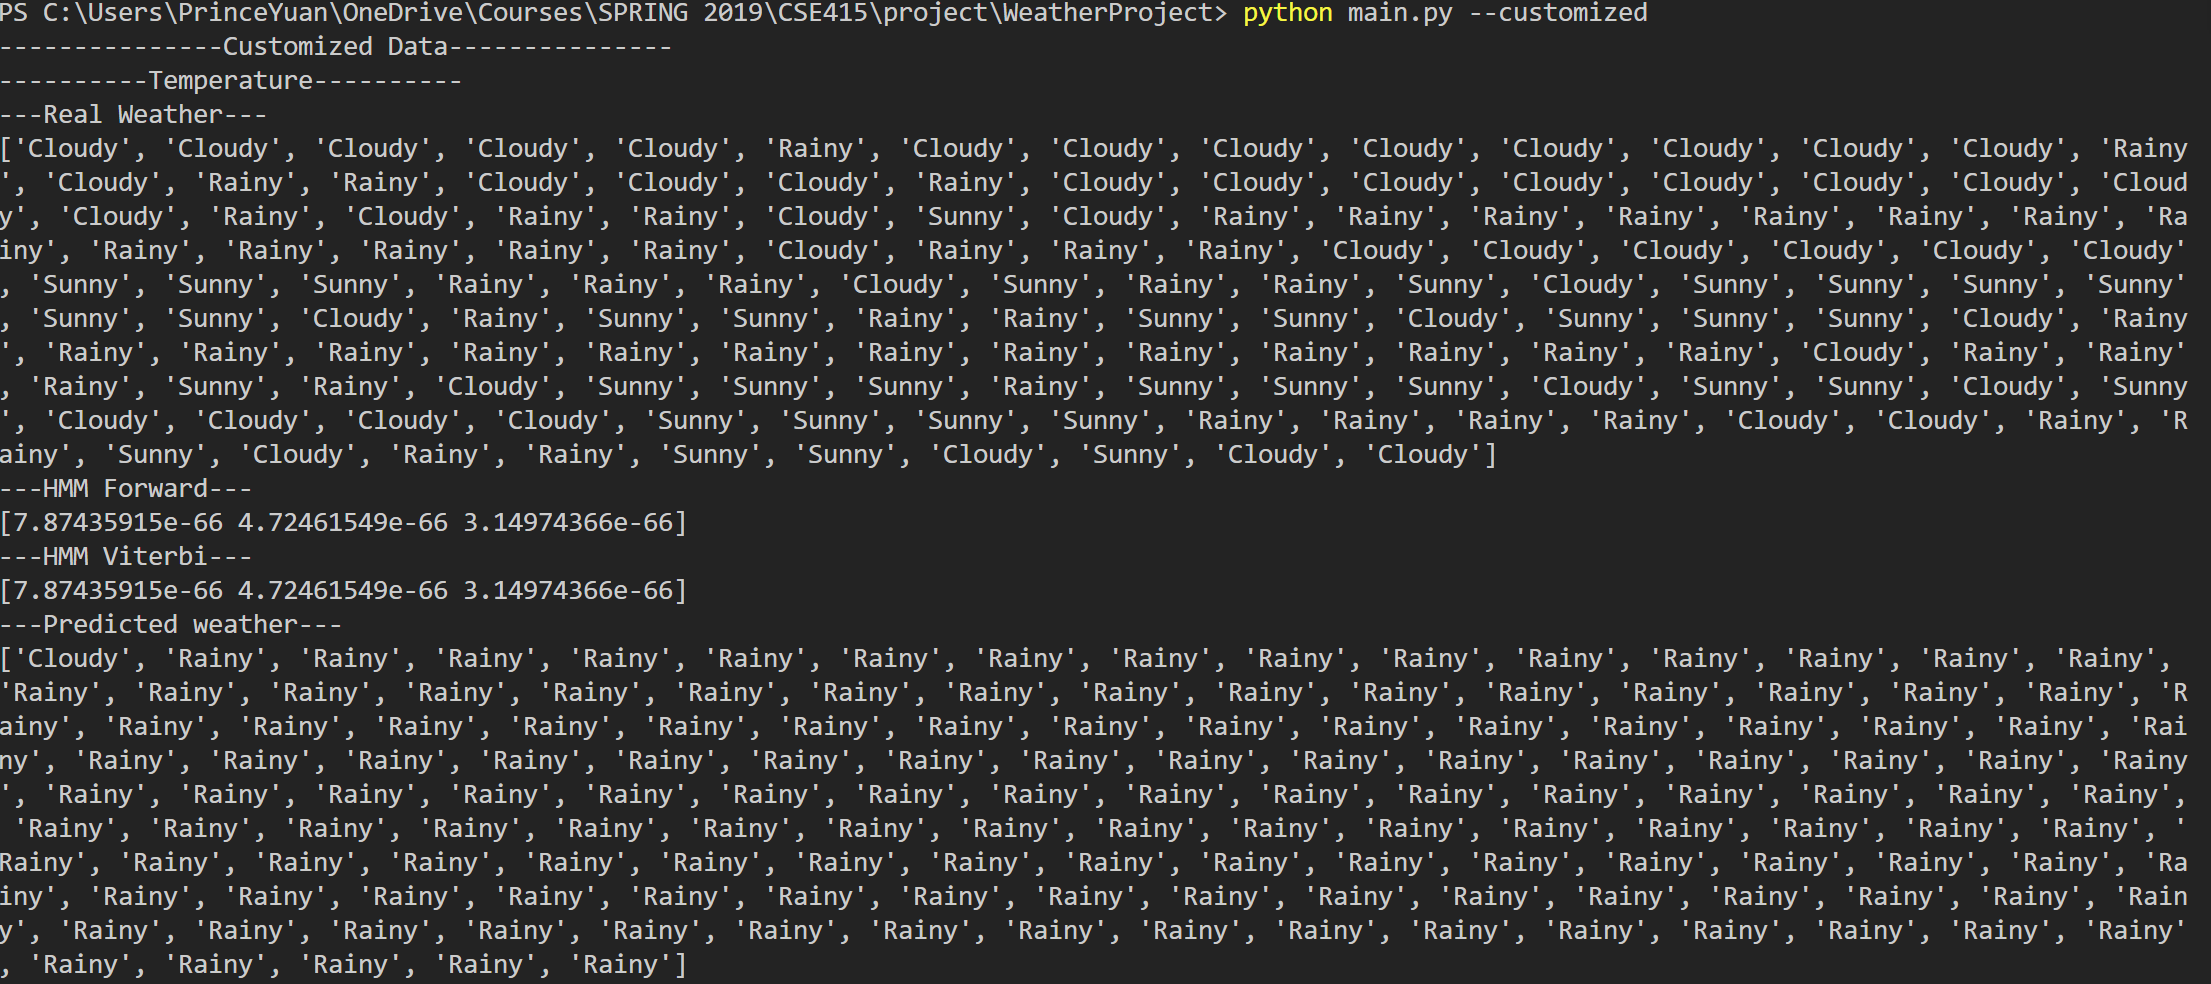 PS C:\Users\PrinceYuan\OneDrive\Courses\SPRING 2019\CSE415\project\WeatherProject> python main.py --customized
---------------Customized Data---------------
----------Temperature----------
---Real Weather---
['Cloudy', 'Cloudy', 'Cloudy', 'Cloudy', 'Cloudy', 'Rainy', 'Cloudy', 'Cloudy', 'Cloudy', 'Cloudy', 'Cloudy', 'Cloudy', 'Cloudy', 'Cloudy', 'Rainy
', 'Cloudy', 'Rainy', 'Rainy', 'Cloudy', 'Cloudy', 'Cloudy', 'Rainy', 'Cloudy', 'Cloudy', 'Cloudy', 'Cloudy', 'Cloudy', 'Cloudy', 'Cloudy', 'Cloud
y', 'Cloudy', 'Rainy', 'Cloudy', 'Rainy', 'Rainy', 'Cloudy', 'Sunny', 'Cloudy', 'Rainy', 'Rainy', 'Rainy', 'Rainy', 'Rainy', 'Rainy', 'Rainy', 'Ra
iny', 'Rainy', 'Rainy', 'Rainy', 'Rainy', 'Rainy', 'Cloudy', 'Rainy', 'Rainy', 'Rainy', 'Cloudy', 'Cloudy', 'Cloudy', 'Cloudy', 'Cloudy', 'Cloudy'
, 'Sunny', 'Sunny', 'Sunny', 'Rainy', 'Rainy', 'Rainy', 'Cloudy', 'Sunny', 'Rainy', 'Rainy', 'Sunny', 'Cloudy', 'Sunny', 'Sunny', 'Sunny', 'Sunny'
, 'Sunny', 'Sunny', 'Cloudy', 'Rainy', 'Sunny', 'Sunny', 'Rainy', 'Rainy', 'Sunny', 'Sunny', 'Cloudy', 'Sunny', 'Sunny', 'Sunny', 'Cloudy', 'Rainy
', 'Rainy', 'Rainy', 'Rainy', 'Rainy', 'Rainy', 'Rainy', 'Rainy', 'Rainy', 'Rainy', 'Rainy', 'Rainy', 'Rainy', 'Cloudy', 'Rainy', 'Rainy'
, 'Rainy', 'Sunny', 'Rainy', 'Cloudy', 'Sunny', 'Sunny', 'Sunny', 'Rainy', 'Sunny', 'Sunny', 'Sunny', 'Cloudy', 'Sunny', 'Sunny', 'Cloudy', 'Sunny
', 'Cloudy', 'Cloudy', 'Cloudy', 'Cloudy', 'Sunny', 'Sunny', 'Sunny', 'Sunny', 'Rainy', 'Rainy', 'Rainy', 'Rainy', 'Cloudy', 'Cloudy', 'Rainy', 'R
ainy', 'Sunny', 'Cloudy', 'Rainy', 'Rainy', 'Sunny', 'Sunny', 'Cloudy', 'Sunny', 'Cloudy', 'Cloudy']
---HMM Forward---
[7.87435915e-66 4.72461549e-66 3.14974366e-66]
---HMM Viterbi---
[7.87435915e-66 4.72461549e-66 3.14974366e-66]
---Predicted weather---
['Cloudy', 'Rainy', 'Rainy', 'Rainy', 'Rainy', 'Rainy', 'Rainy', 'Rainy', 'Rainy', 'Rainy', 'Rainy', 'Rainy', 'Rainy', 'Rainy', 'Rainy', 'Rainy',
'Rainy', 'Rainy', 'Rainy', 'Rainy', 'Rainy', 'Rainy', 'Rainy', 'Rainy', 'Rainy', 'Rainy', 'Rainy', 'Rainy', 'Rainy', 'Rainy', 'Rainy', 'Rainy', 'R
ainy', 'Rainy', 'Rainy', 'Rainy', 'Rainy', 'Rainy', 'Rainy', 'Rainy', 'Rainy', 'Rainy', 'Rainy', 'Rainy', 'Rainy', 'Rainy', 'Rainy', 'Rainy', 'Rai
ny', 'Rainy', 'Rainy', 'Rainy', 'Rainy', 'Rainy', 'Rainy', 'Rainy', 'Rainy', 'Rainy', 'Rainy', 'Rainy', 'Rainy', 'Rainy', 'Rainy', 'Rainy', 'Rainy
', 'Rainy', 'Rainy', 'Rainy', 'Rainy', 'Rainy', 'Rainy', 'Rainy', 'Rainy', 'Rainy', 'Rainy', 'Rainy', 'Rainy', 'Rainy', 'Rainy', 'Rainy', 'Rainy',
'Rainy', 'Rainy', 'Rainy', 'Rainy', 'Rainy', 'Rainy', 'Rainy', 'Rainy', 'Rainy', 'Rainy', 'Rainy', 'Rainy', 'Rainy', 'Rainy', 'Rainy', 'Rainy', '
Rainy', 'Rainy', 'Rainy', 'Rainy', 'Rainy', 'Rainy', 'Rainy', 'Rainy', 'Rainy', 'Rainy', 'Rainy', 'Rainy', 'Rainy', 'Rainy', 'Rainy', 'Rainy', 'Ra
iny', 'Rainy', 'Rainy', 'Rainy', 'Rainy', 'Rainy', 'Rainy', 'Rainy', 'Rainy', 'Rainy', 'Rainy', 'Rainy', 'Rainy', 'Rainy', 'Rainy', 'Rainy', 'Rain
y', 'Rainy', 'Rainy', 'Rainy', 'Rainy', 'Rainy', 'Rainy', 'Rainy', 'Rainy', 'Rainy', 'Rainy', 'Rainy', 'Rainy', 'Rainy', 'Rainy', 'Rainy', 'Rainy'
, 'Rainy', 'Rainy', 'Rainy', 'Rainy', 'Rainy']